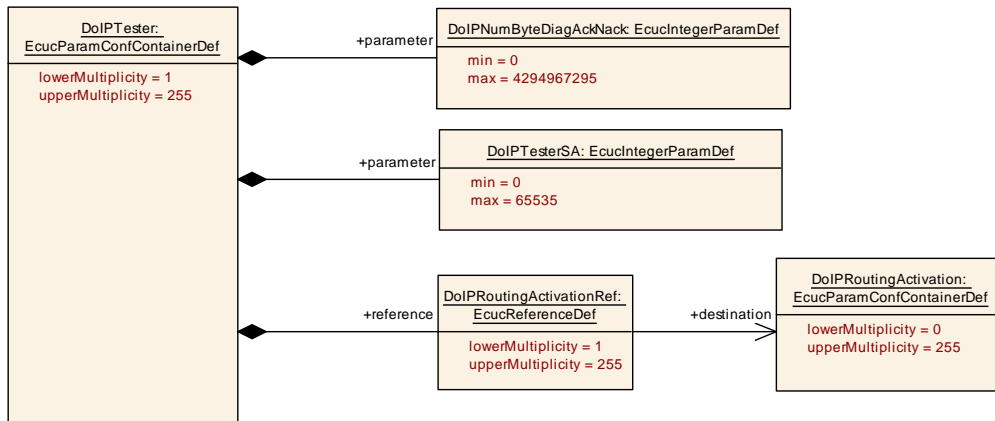 DoIPTester:
EcucParamConfContainerDef
lowerMultiplicity = 1
upperMultiplicity = 255
+parameter
DoIPNumByteDiagAckNack: EcucIntegerParamDef
min = 0
max = 4294967295
+parameter
DoIPTesterSA: EcucIntegerParamDef
min = 0
max = 65535
+reference
DoIPRoutingActivationRef:
EcucReferenceDef
lowerMultiplicity = 1
upperMultiplicity = 255
+destination
DoIPRoutingActivation:
EcucParamConfContainerDef
lowerMultiplicity = 0
upperMultiplicity = 255